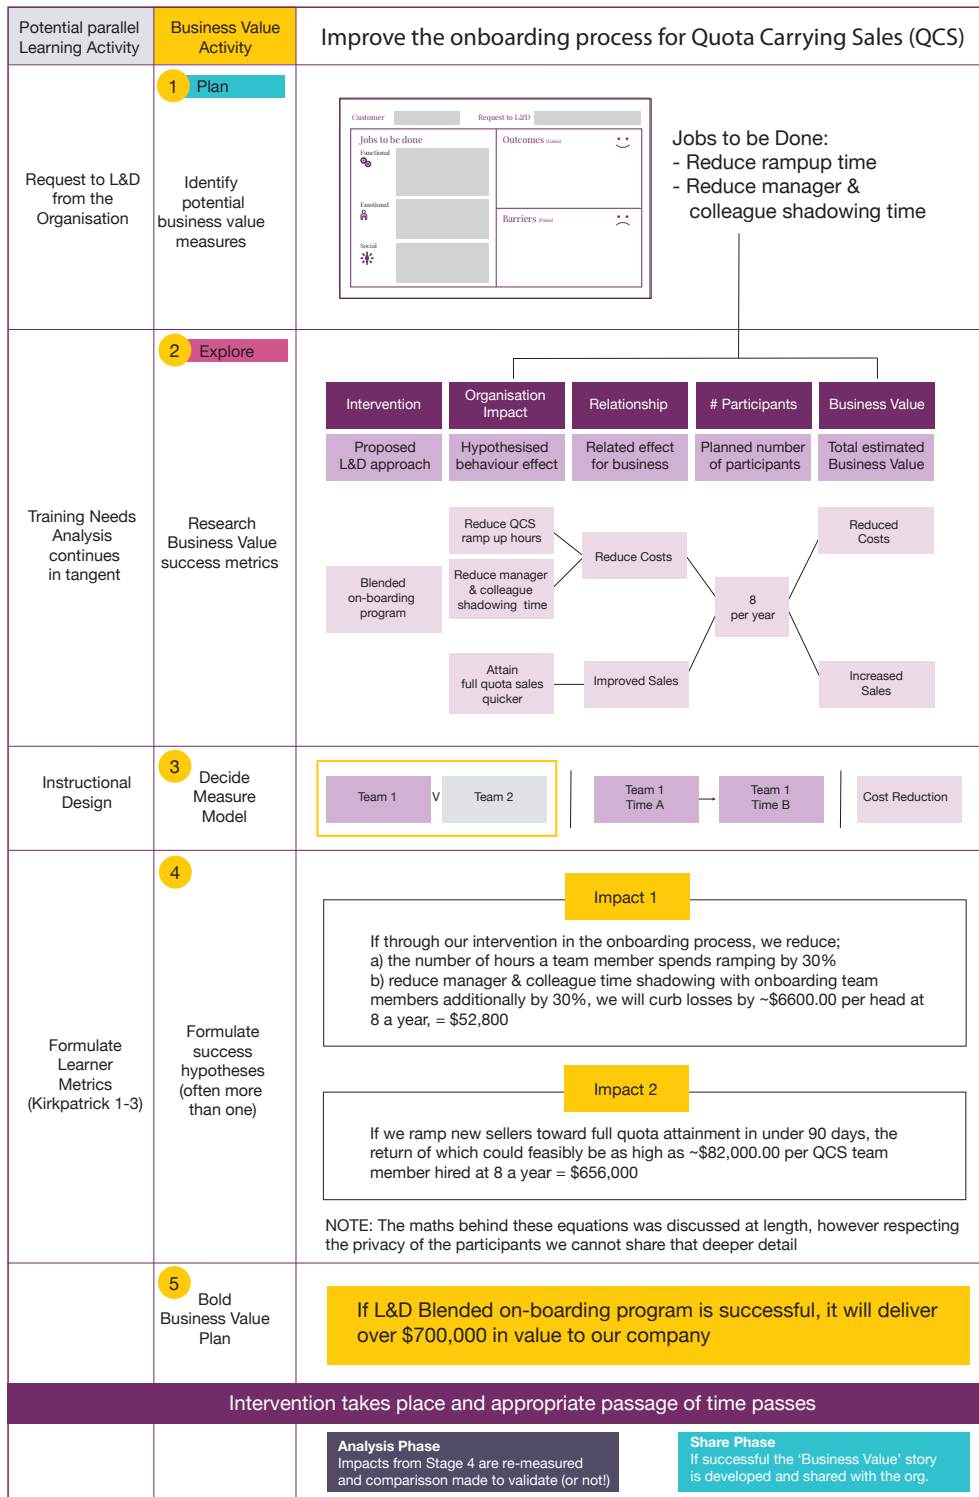 Potential parallel
Learning Activity
Business Value
Activity
Improve the onboarding process for Quota Carrying Sales (QCS)
1
Plan
Request to L&D
from the
Organisation
Identify
potential
business value
measures
Customer
Request to L&D
Jobs to be done
Functional
Emotional
Social
Outcomes (Gains)
Barriers (Pains)
Jobs to be Done:
- Reduce rampup time
- Reduce manager &
colleague shadowing time
2
Explore
Training Needs
Analysis
continues
in tangent
Research
Business Value
success metrics
Intervention
Organisation
Impact
Relationship
# Participants
Business Value
Proposed
L&D approach
Hypothesised
behaviour effect
Related effect
for business
Planned number
of participants
Total estimated
Business Value
Blended
on-boarding
program
Reduce QCS
ramp up hours
Reduce manager
& colleague
shadowing time
Attain
full quota sales
quicker
Reduce Costs
Improved Sales
8
per year
Reduced
Costs
Increased
Sales
Instructional
Design
3
Decide
Measure
Model
Team 1
V
Team 2
Team 1
Time A
Team 1
Time B
Cost Reduction
4
Formulate
Learner
Metrics
(Kirkpatrick 1-3)
Formulate
success
hypotheses
(often more
than one)
Impact 1
If through our intervention in the onboarding process, we reduce;
a) the number of hours a team member spends ramping by 30%
b) reduce manager & colleague time shadowing with onboarding team
members additionally by 30%, we will curb losses by ~$6600.00 per head at
8 a year, = $52,800
Impact 2
If we ramp new sellers toward full quota attainment in under 90 days, the
return of which could feasibly be as high as ~$82,000.00 per QCS team
member hired at 8 a year = $656,000
NOTE: The maths behind these equations was discussed at length, however respecting
the privacy of the participants we cannot share that deeper detail
5
Bold
Business Value
Plan
If L&D Blended on-boarding program is successful, it will deliver
over $700,000 in value to our company
Intervention takes place and appropriate passage of time passes
Analysis Phase
Impacts from Stage 4 are re-measured
and comparisson made to validate (or not!)
Share Phase
If successful the 'Business Value' story
is developed and shared with the org.